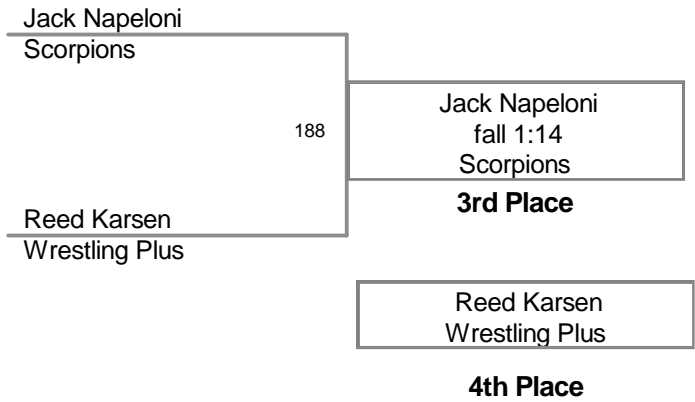 Jack Napeloni
Scorpions
188
Jack Napeloni
fall 1:14
Scorpions
3rd Place
Reed Karsen
Wrestling Plus
Reed Karsen
Wrestling Plus
4th Place